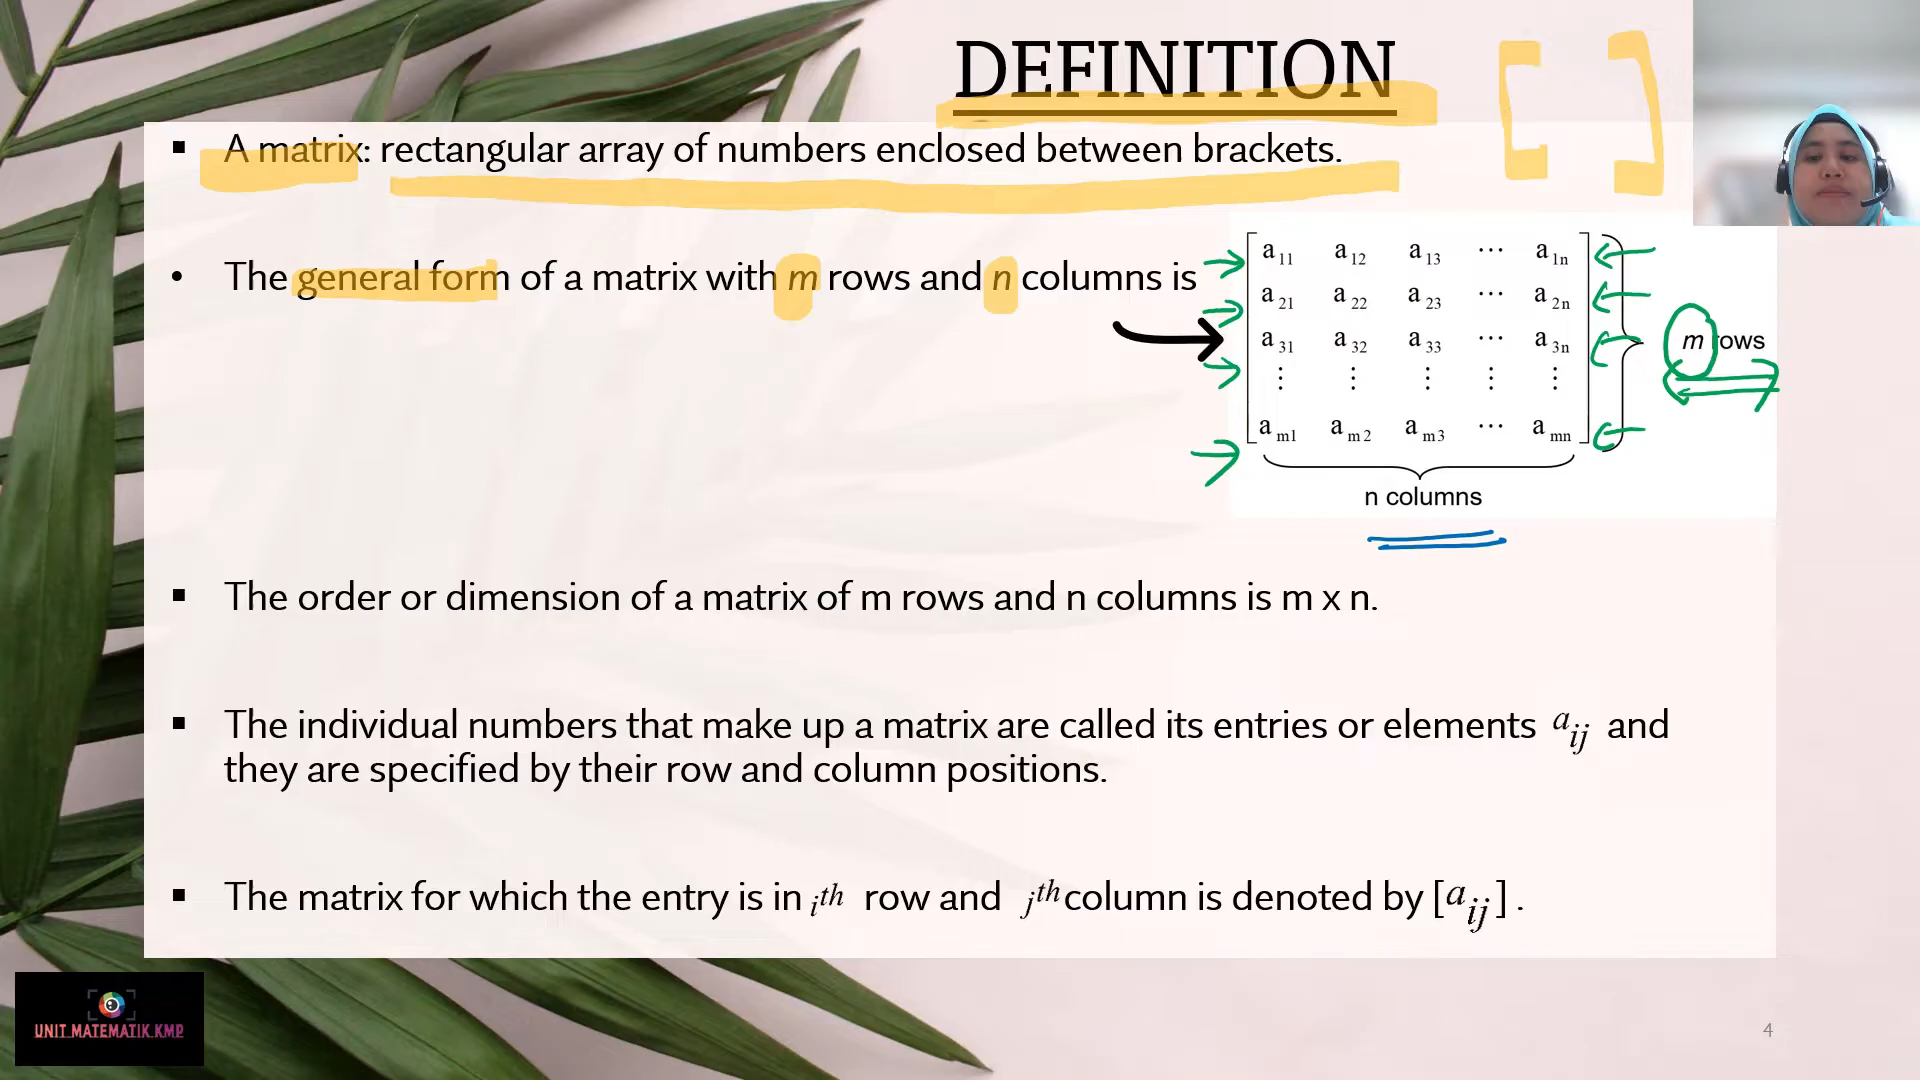 DEFINITION
▪ A matrix: rectangular array of numbers enclosed between brackets.
• The general form of a matrix with m rows and n columns is
a11 a12 a13 ⋯ a1n
a21 a22 a23 ⋯ a2n
a31 a32 a33 ⋯ a3n
⋮ ⋮ ⋮ ⋮ ⋮
am1 am2 am3 ⋯ amn
m rows
n columns
▪ The order or dimension of a matrix of m rows and n columns is m x n.
▪ The individual numbers that make up a matrix are called its entries or elements aij and
they are specified by their row and column positions.
▪ The matrix for which the entry is in ith row and jth column is denoted by [aij].
UNIT MATEMATIK.KMP
4